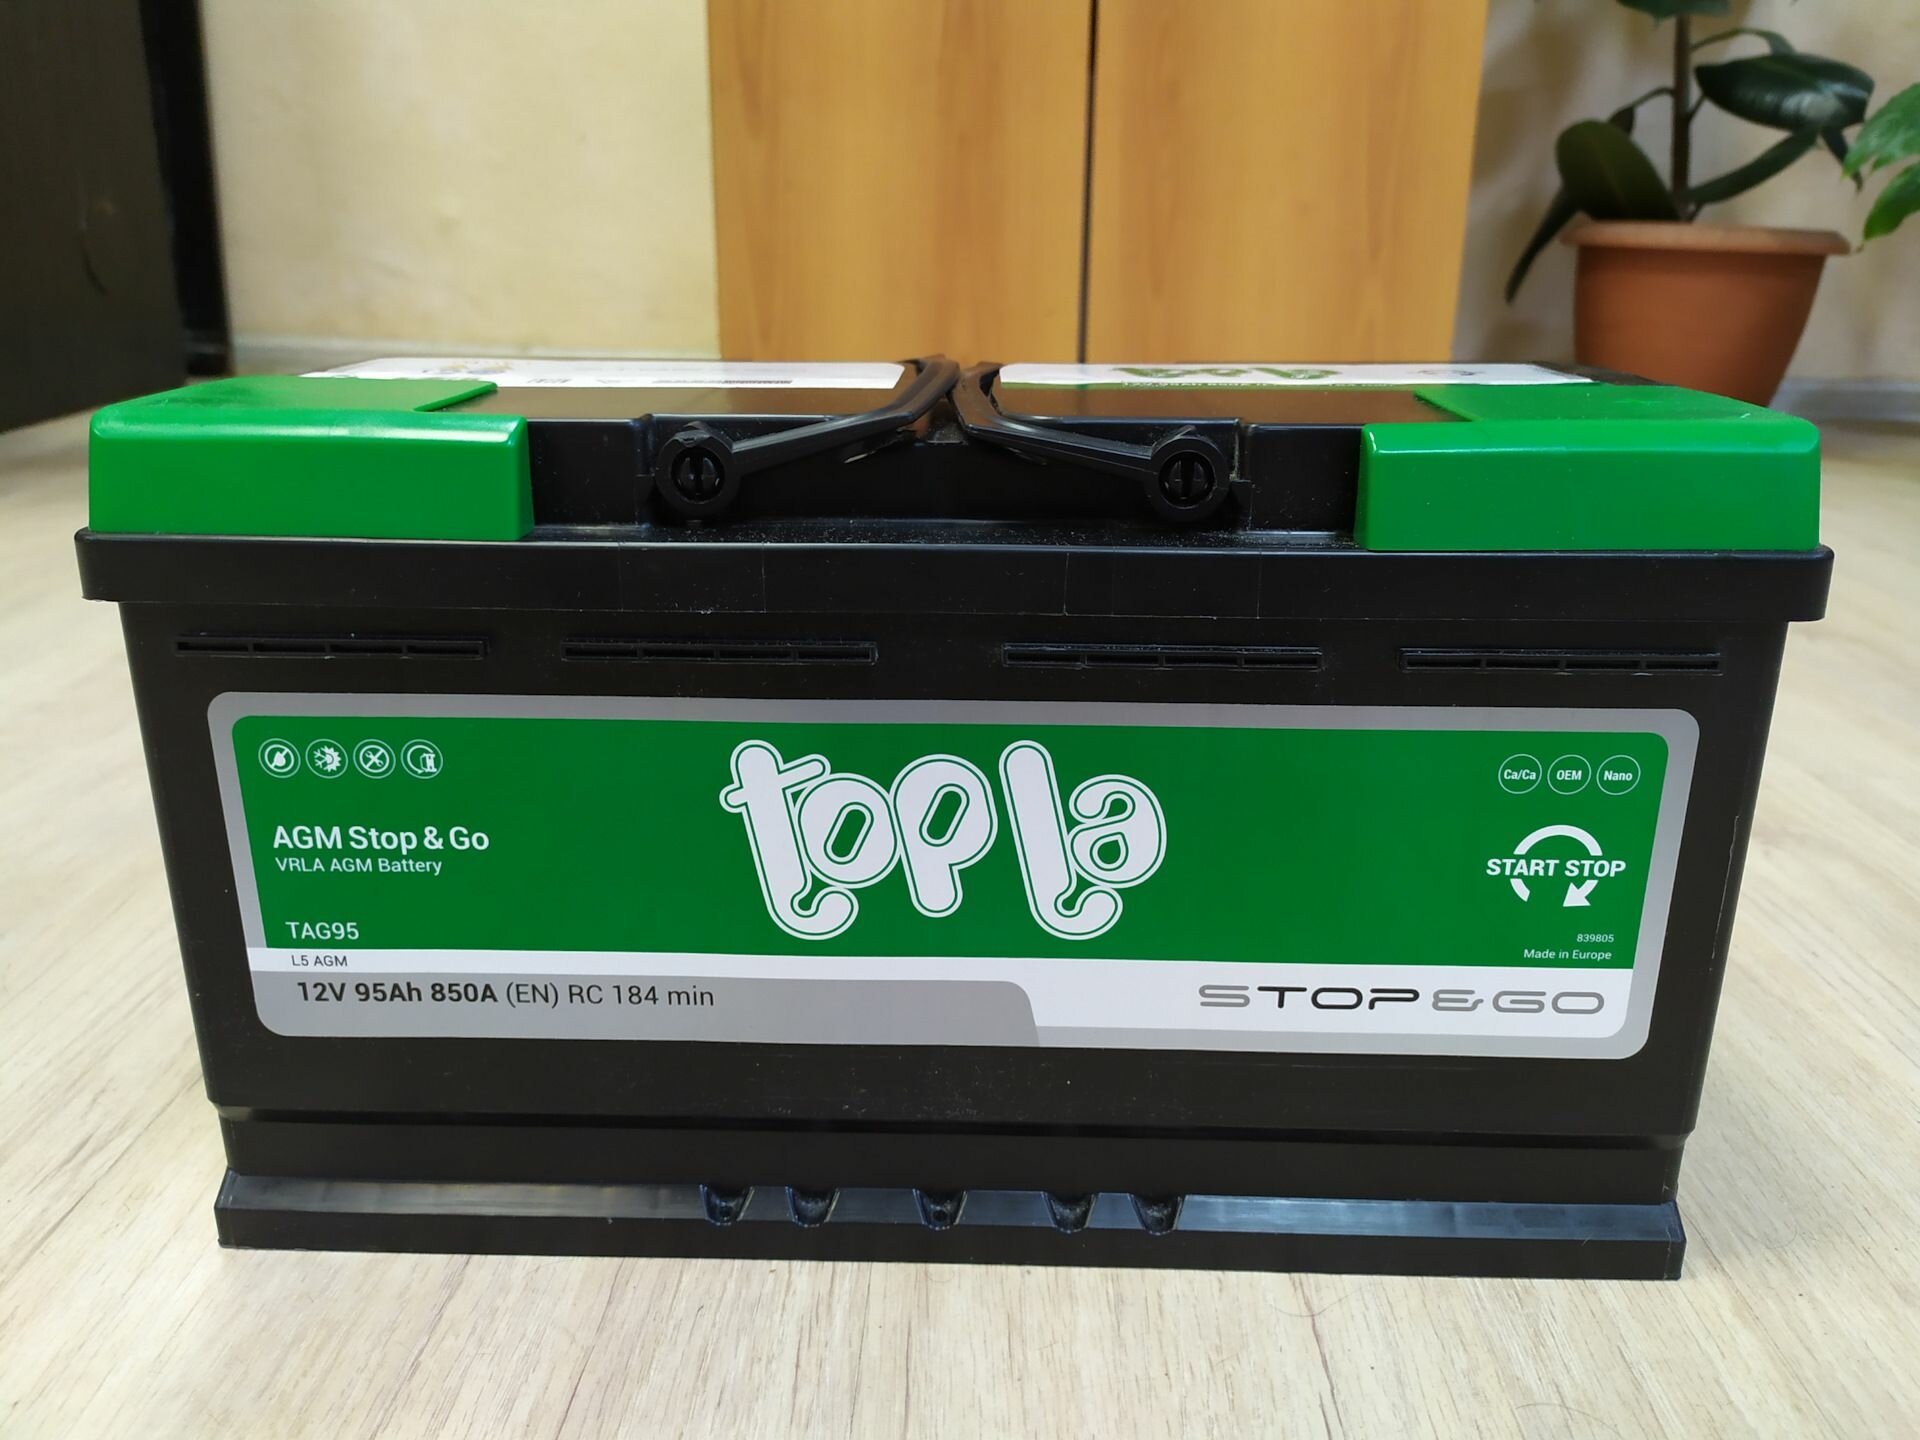 topla
Ca/Ca OEM Nano
AGM Stop & Go
VRLA AGM Battery
START STOP
TAG95
839805
Made in Europe
L5 AGM
12V 95Ah 850A (EN) RC 184 min
STOP&GO